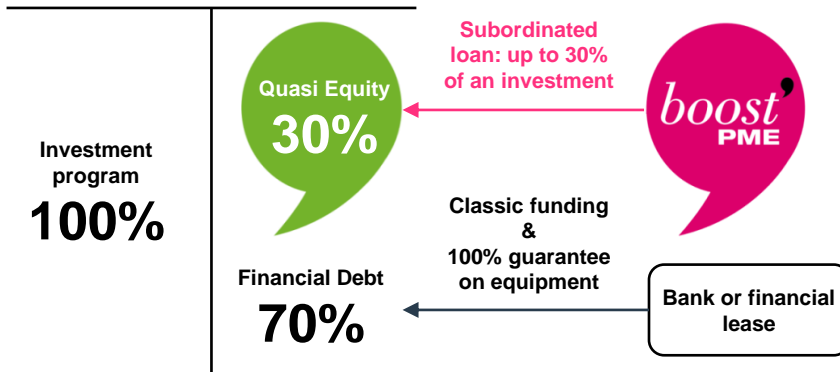 Investment
program
100%
Quasi Equity
30%
Subordinated
loan: up to 30%
of an investment
boost’
PME
Financial Debt
70%
Classic funding
&
100% guarantee
on equipment
Bank or financial
lease